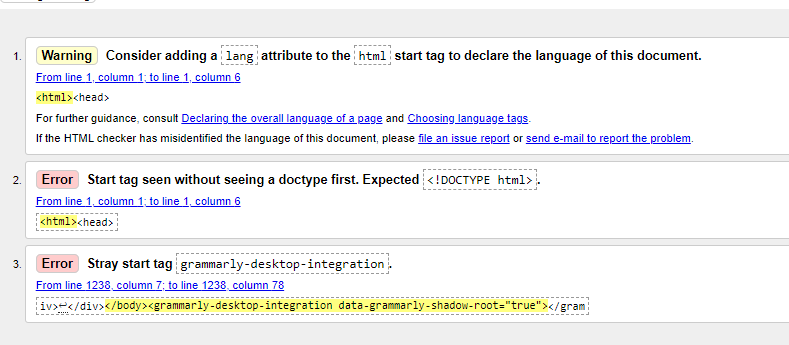 1. Warning Consider adding a lang attribute to the html start tag to declare the language of this document.
From line 1, column 1; to line 1, column 6
<html><head>
For further guidance, consult Declaring the overall language of a page and Choosing language tags.
If the HTML checker has misidentified the language of this document, please file an issue report or send e-mail to report the problem.
2. Error Start tag seen without seeing a doctype first. Expected <!DOCTYPE html>.
From line 1, column 1; to line 1, column 6
<html><head>
3. Error Stray start tag grammarly-desktop-integration.
From line 1238, column 7; to line 1238, column 78
iv>↩</div></body><grammarly-desktop-integration data-grammarly-shadow-root="true"></gram